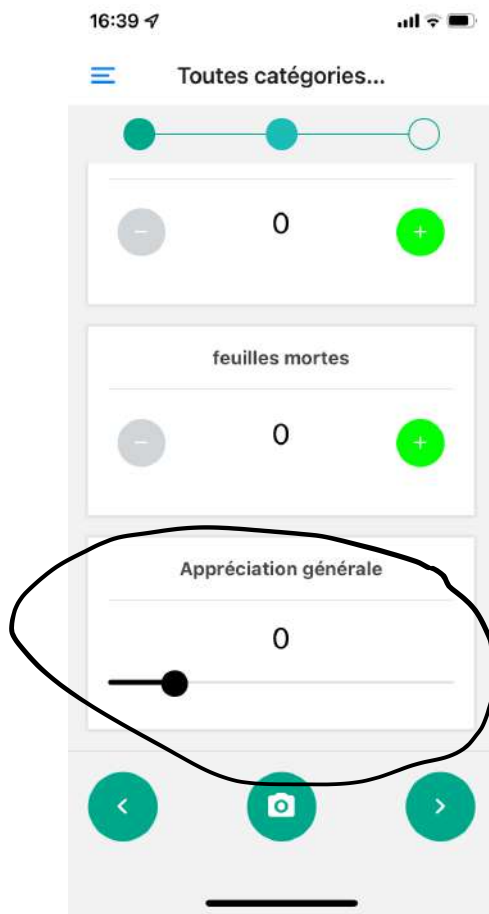 16:39
Toutes catégories...
0
feuilles mortes
0
Appréciation générale
0